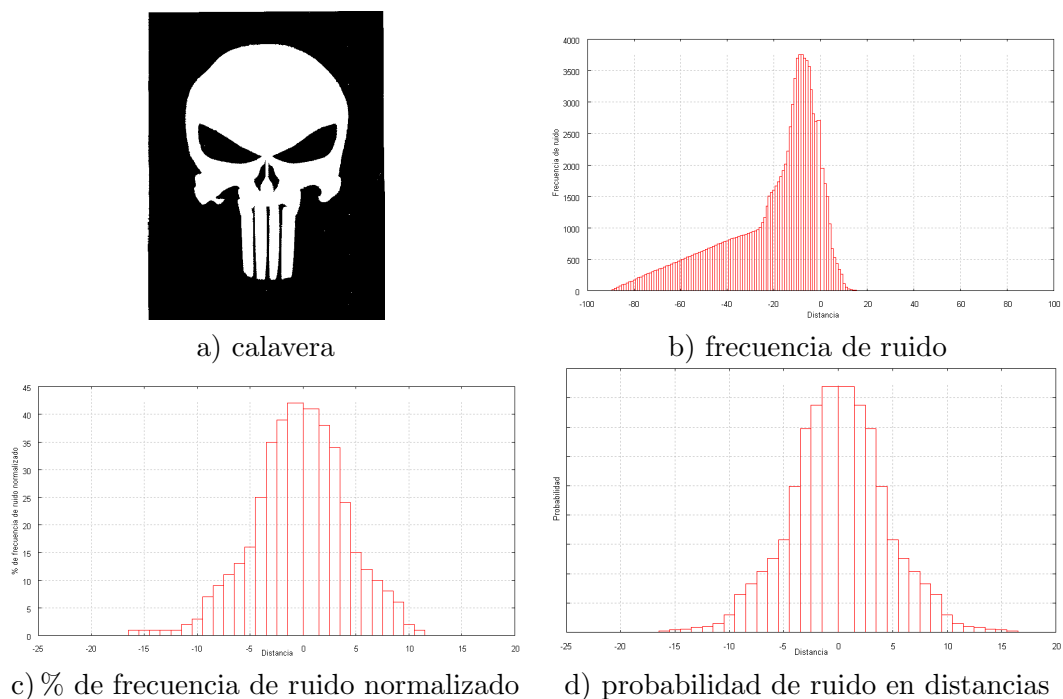 4000
3500
3000
2500
2000
1500
1000
500
0
Frecuencia de ruido
-100 -80 -60 -40 -20 0 20 40 60 80 100
Distancia
a) calavera
b) frecuencia de ruido
45
40
35
30
25
20
15
10
5
0
% de frecuencia de ruido normalizado
-25 -20 -15 -10 -5 0 5 10 15 20
Distancia
Probabilidad
-25 -20 -15 -10 -5 0 5 10 15 20
Distancia
c) % de frecuencia de ruido normalizado
d) probabilidad de ruido en distancias